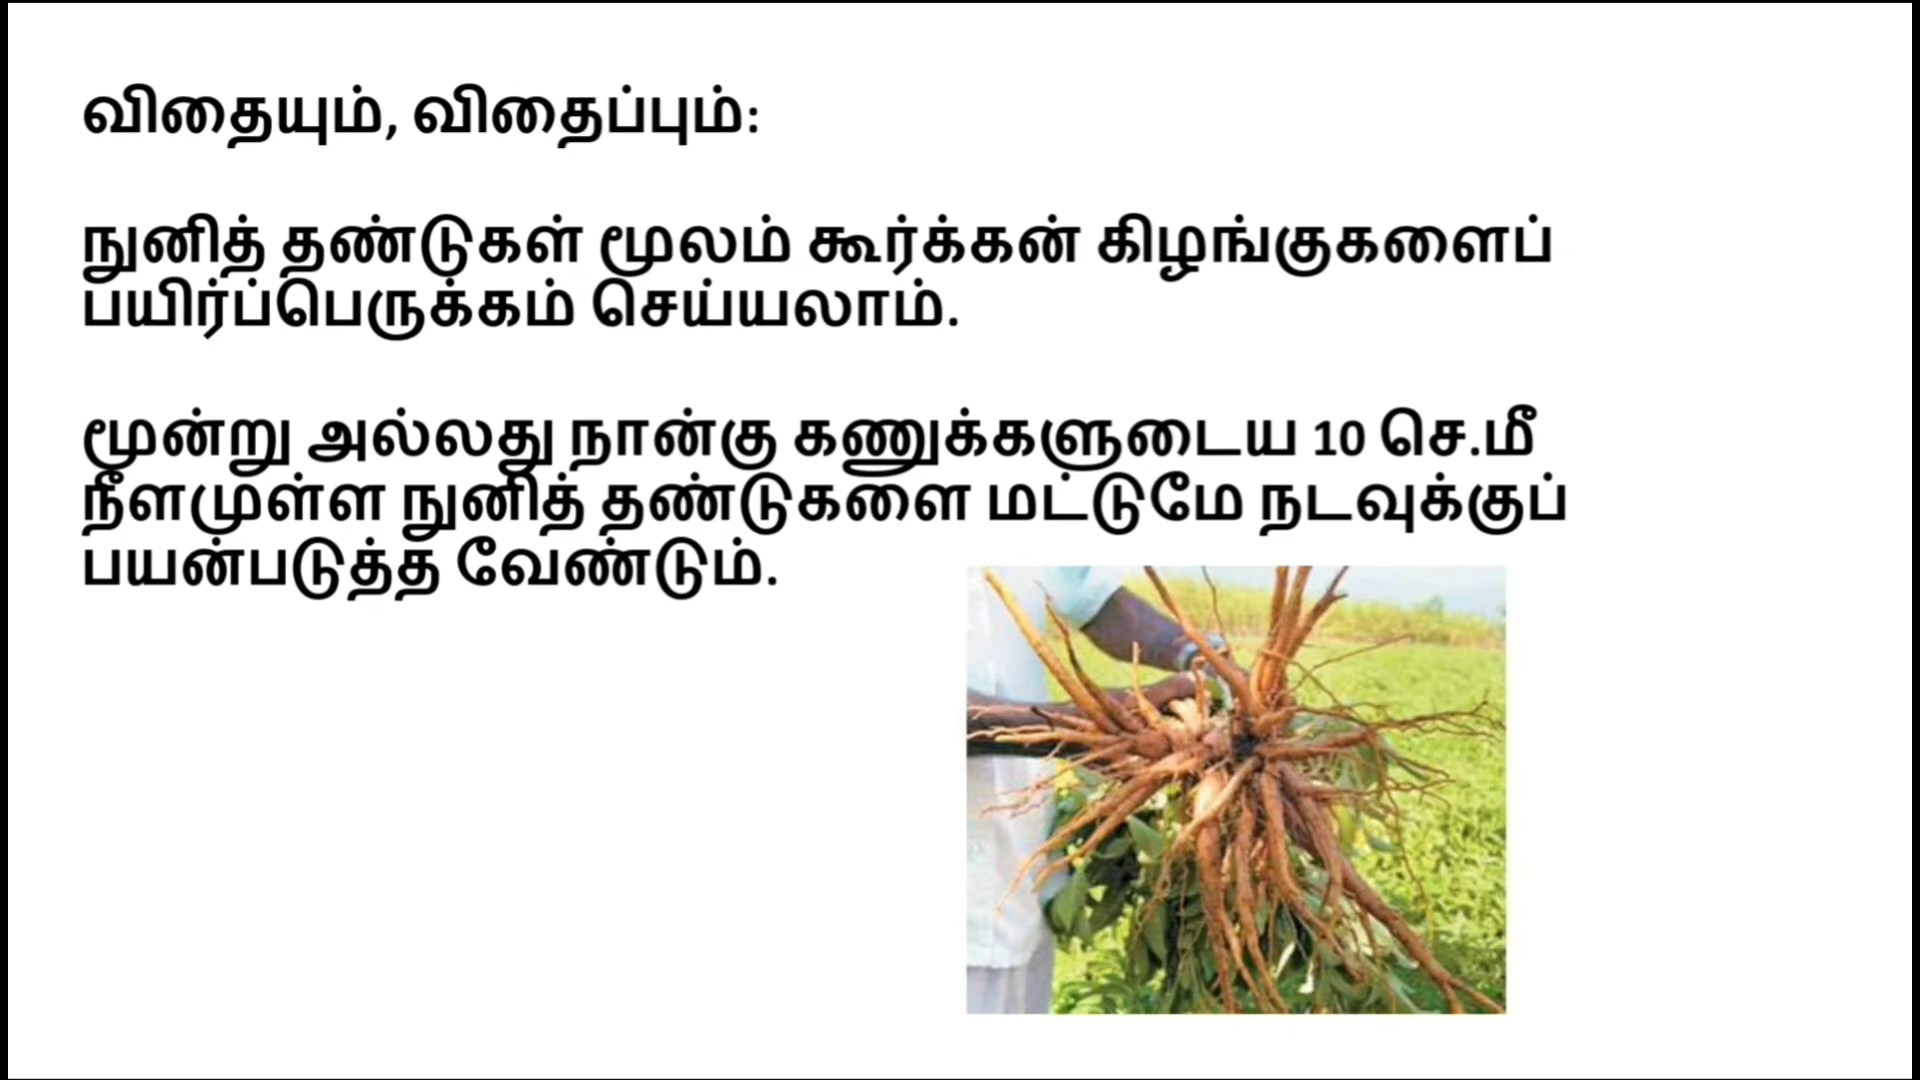 விதையும், விதைப்பும்:
நுனித் தண்டுகள் மூலம் கூர்க்கன் கிழங்குகளைப்
பயிர்ப்பெருக்கம் செய்யலாம்.
மூன்று அல்லது நான்கு கணுக்களுடைய 10 செ.மீ
நீளமுள்ள நுனித் தண்டுகளை மட்டுமே நடவுக்குப்
பயன்படுத்த வேண்டும்.